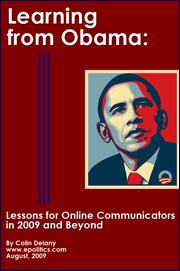 Learning
from Obama:
Lessons for Online Communicators
in 2009 and Beyond
By Colin Delany
www.epolitics.com
August, 2009